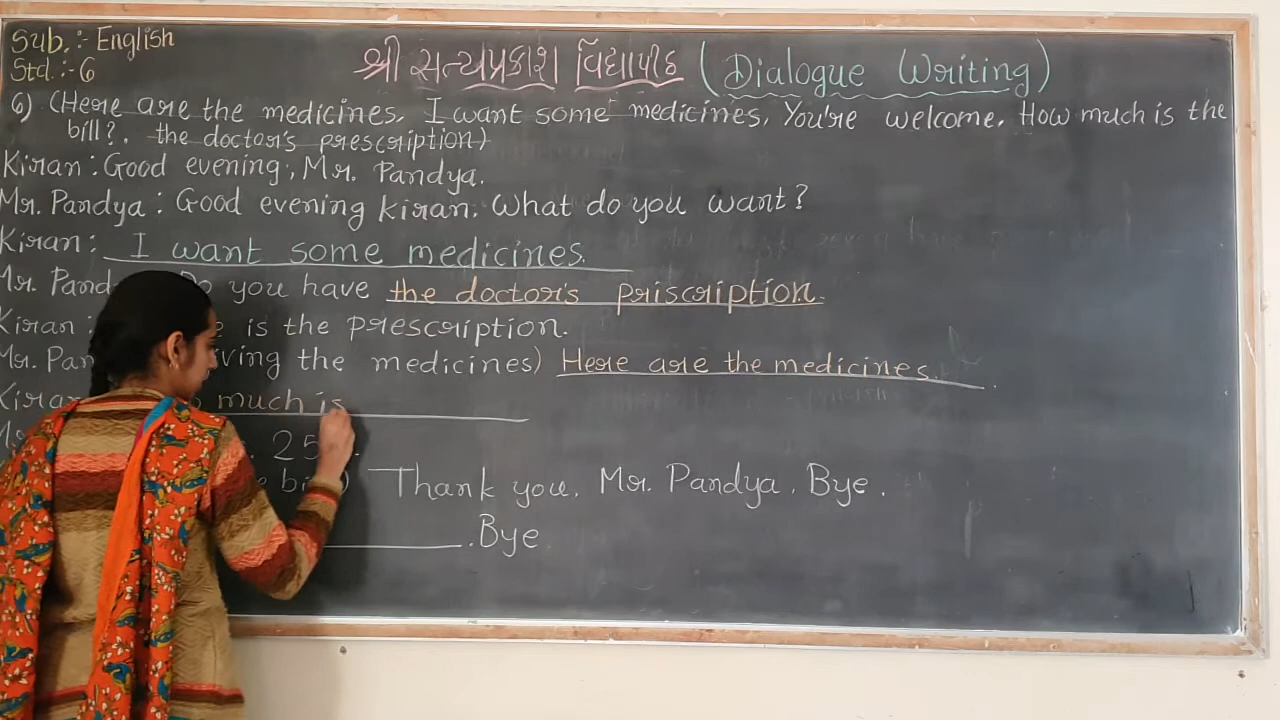 Sub. :- English
Std. :- 6
શ્રી સત્યપ્રકાશ વિદ્યાપીઠ (Dialogue Writing)
6) (Here are the medicines. I want some medicines. You're welcome. How much is the
bill?. the doctor's prescription)
Kiran : Good evening, Mr. Pandya.
Mr. Pandya : Good evening Kiran. What do you want?
Kiran : I want some medicines.
Mr. you have the doctor's priscription.
Kiran : is the prescription.
Mr. the medicines) Here are the medicines.
much is
25
Thank you, Mr. Pandya. Bye.
. Bye